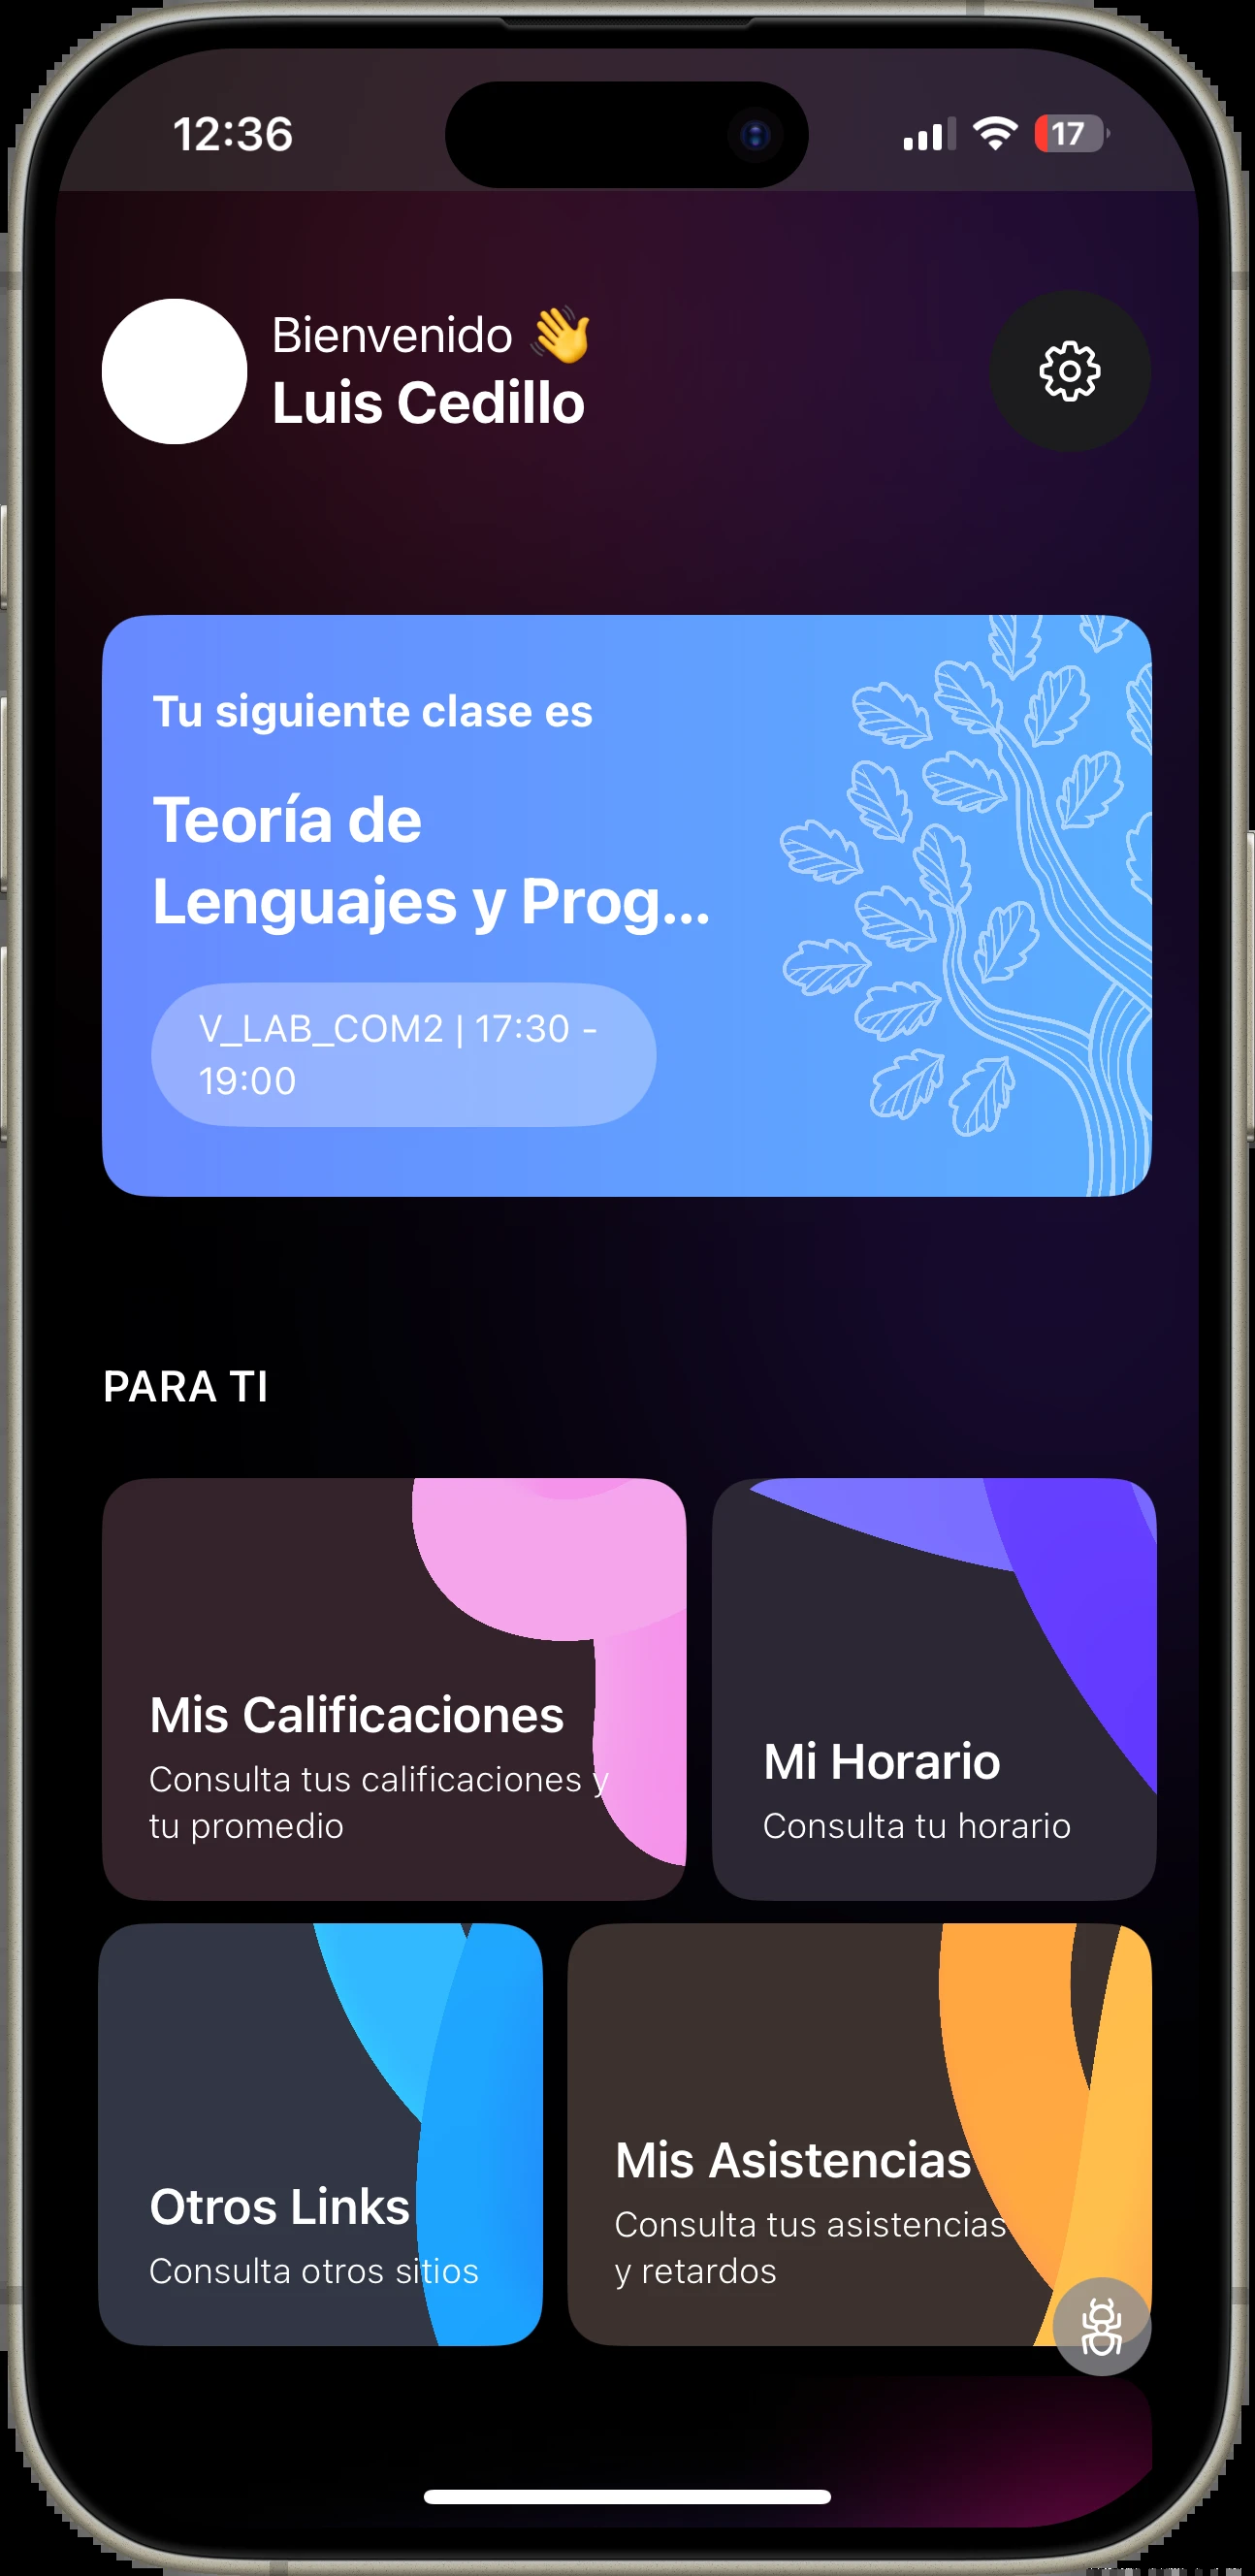 12:36
17
Bienvenido 👋
Luis Cedillo
Tu siguiente clase es
Teoría de
Lenguajes y Prog...
V_LAB_COM2 | 17:30 -
19:00
PARA TI
Mis Calificaciones
Consulta tus calificaciones y
tu promedio
Mi Horario
Consulta tu horario
Otros Links
Consulta otros sitios
Mis Asistencias
Consulta tus asistencias
y retardos